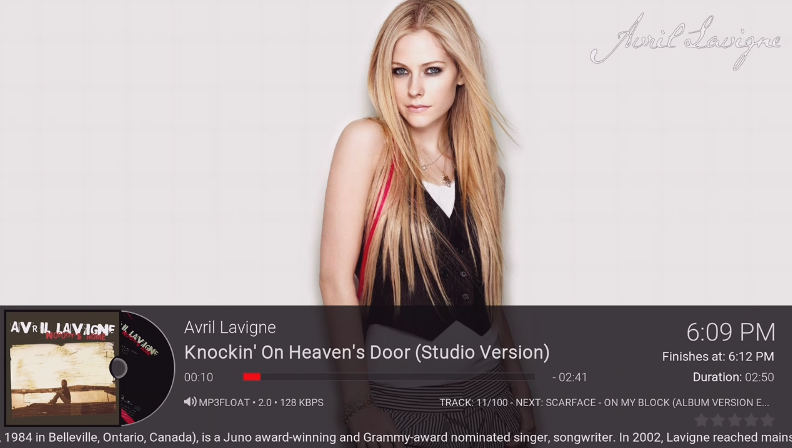 Avril Lavigne
Avril Lavigne
Knockin' On Heaven's Door (Studio Version)
00:10
- 02:41
MP3FLOAT • 2.0 • 128 KBPS
TRACK: 11/100 - NEXT: SCARFACE - ON MY BLOCK (ALBUM VERSION E...
6:09 PM
Finishes at: 6:12 PM
Duration: 02:50
AVRIL LAVIGNE
NOBODY'S HOME
AVRIL LAVIGNE
, 1984 in Belleville, Ontario, Canada), is a Juno award-winning and Grammy-award nominated singer, songwriter. In 2002, Lavigne reached mains